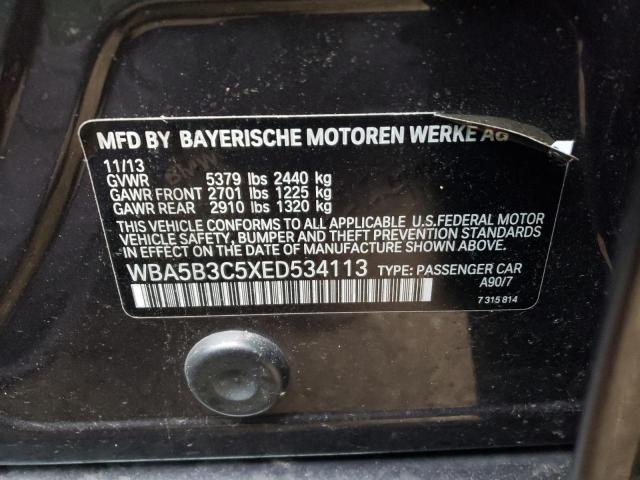 MFD BY BAYERISCHE MOTOREN WERKE AG
11/13
GVWR 5379 lbs 2440 kg
GAWR FRONT 2701 lbs 1225 kg
GAWR REAR 2910 lbs 1320 kg
THIS VEHICLE CONFORMS TO ALL APPLICABLE U.S.FEDERAL MOTOR
VEHICLE SAFETY, BUMPER AND THEFT PREVENTION STANDARDS
IN EFFECT ON THE DATE OF MANUFACTURE SHOWN ABOVE.
WBA5B3C5XED534113 TYPE: PASSENGER CAR
A90/7
7 315 814